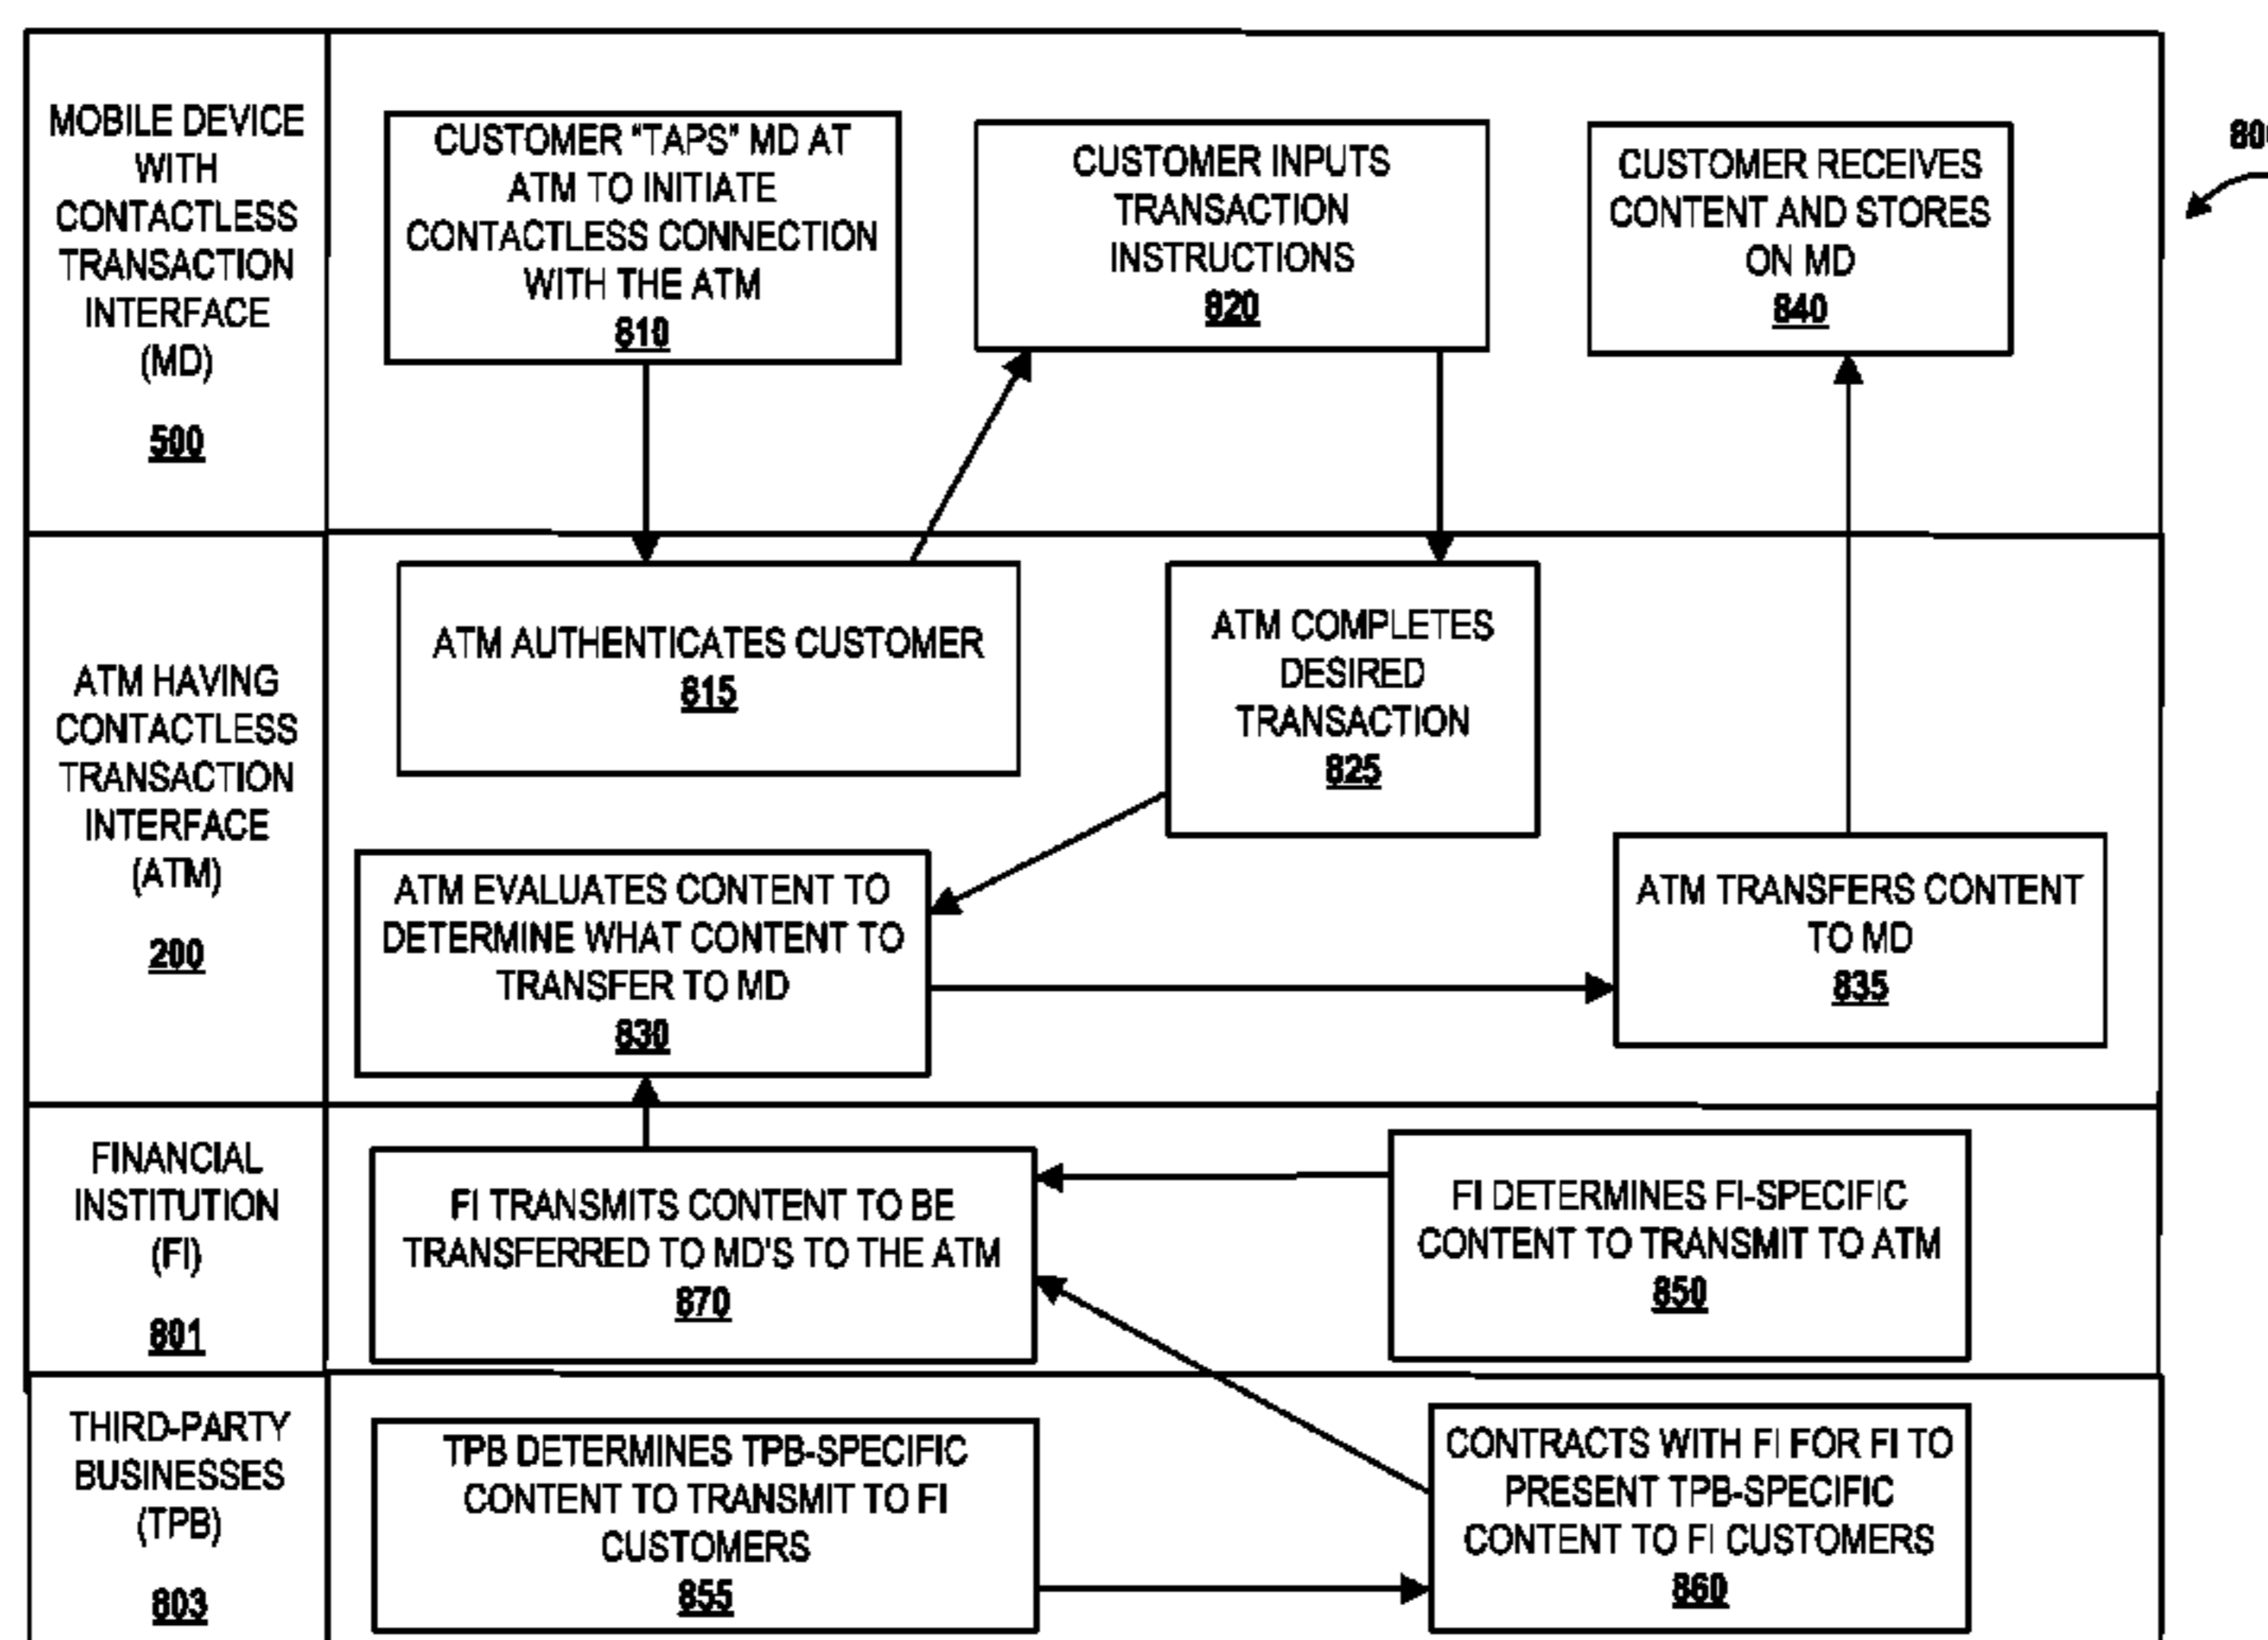 MOBILE DEVICE
WITH
CONTACTLESS
TRANSACTION
INTERFACE
(MD)
500
CUSTOMER "TAPS" MD AT
ATM TO INITIATE
CONTACTLESS CONNECTION
WITH THE ATM
810
CUSTOMER INPUTS
TRANSACTION
INSTRUCTIONS
820
CUSTOMER RECEIVES
CONTENT AND STORES
ON MD
840
ATM HAVING
CONTACTLESS
TRANSACTION
INTERFACE
(ATM)
200
ATM AUTHENTICATES CUSTOMER
815
ATM COMPLETES
DESIRED
TRANSACTION
825
ATM EVALUATES CONTENT TO
DETERMINE WHAT CONTENT TO
TRANSFER TO MD
830
ATM TRANSFERS CONTENT
TO MD
835
FINANCIAL
INSTITUTION
(FI)
801
FI TRANSMITS CONTENT TO BE
TRANSFERRED TO MD'S TO THE ATM
870
FI DETERMINES FI-SPECIFIC
CONTENT TO TRANSMIT TO ATM
850
THIRD-PARTY
BUSINESSES
(TPB)
803
TPB DETERMINES TPB-SPECIFIC
CONTENT TO TRANSMIT TO FI
CUSTOMERS
855
CONTRACTS WITH FI FOR FI TO
PRESENT TPB-SPECIFIC
CONTENT TO FI CUSTOMERS
860